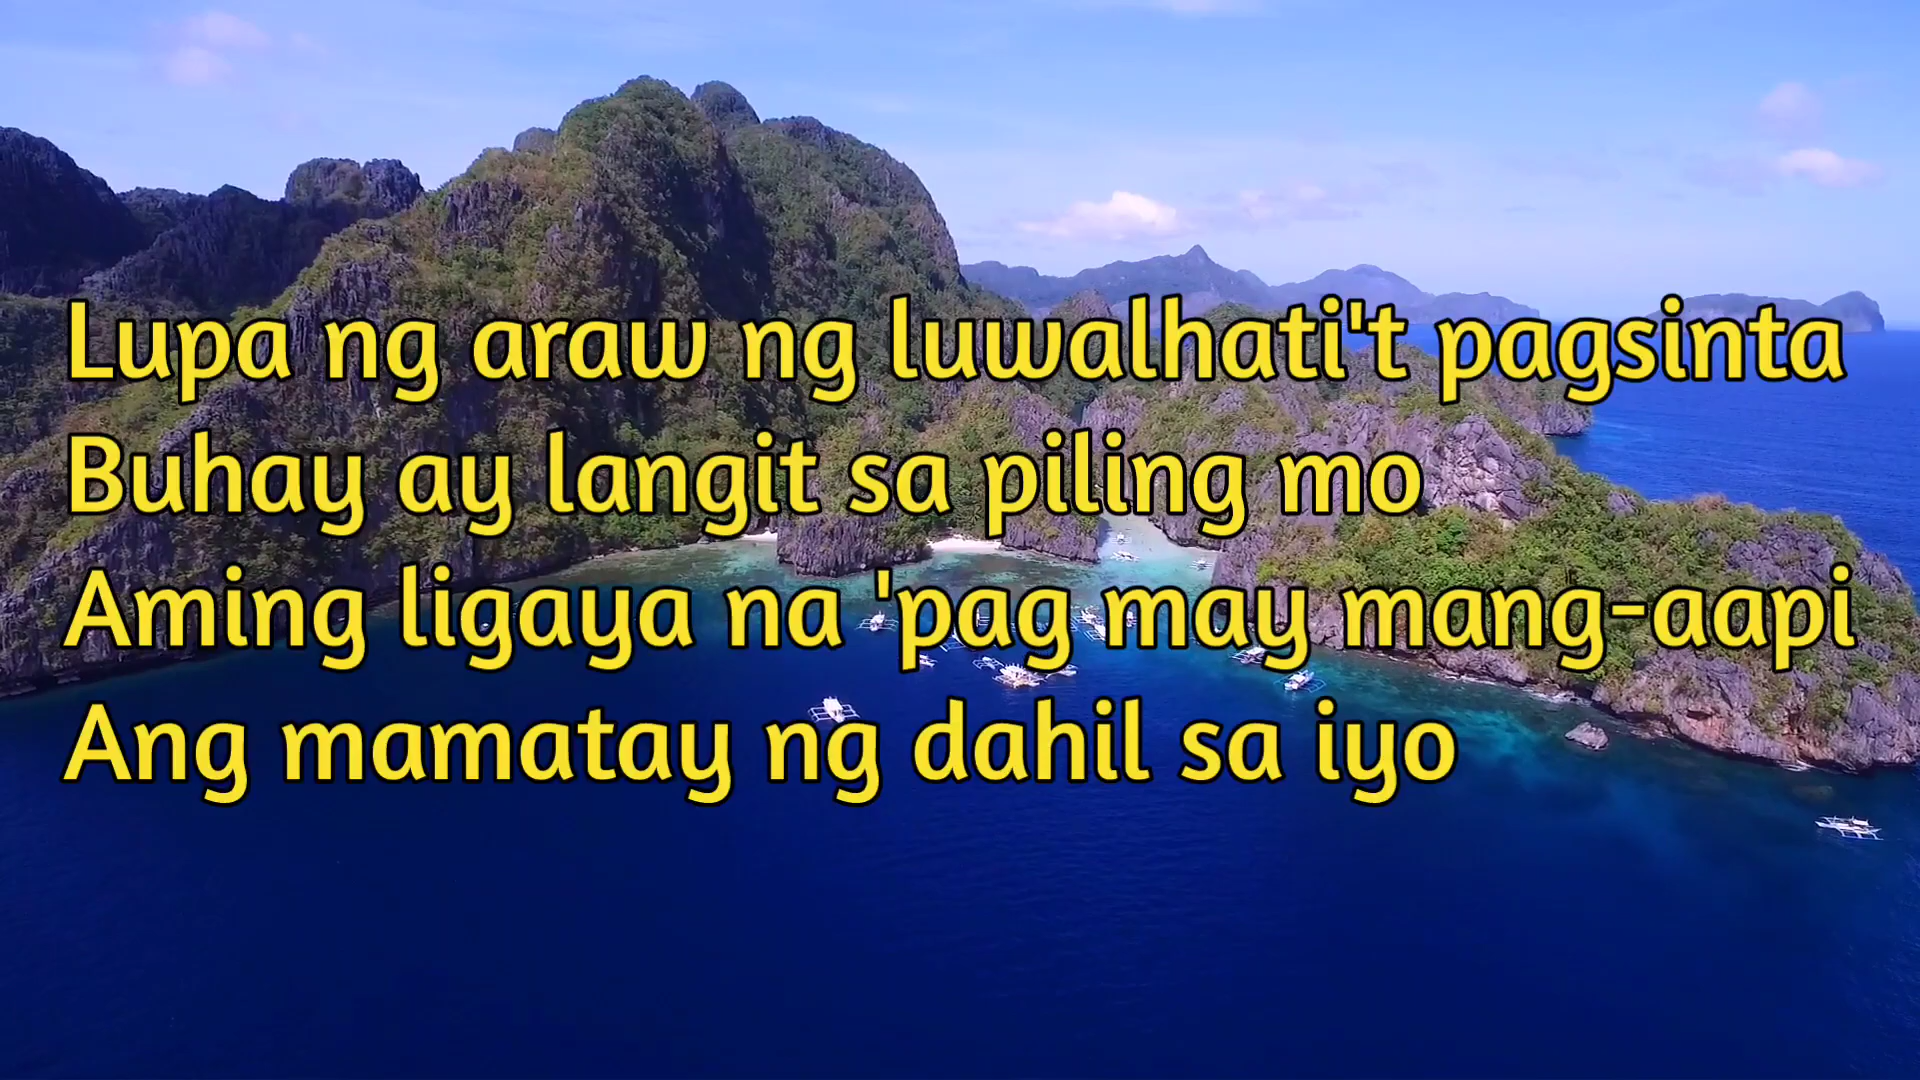 Lupa ng araw ng luwalhati't pagsinta
Buhay ay langit sa piling mo
Aming ligaya na 'pag may mang-aapi
Ang mamatay ng dahil sa iyo